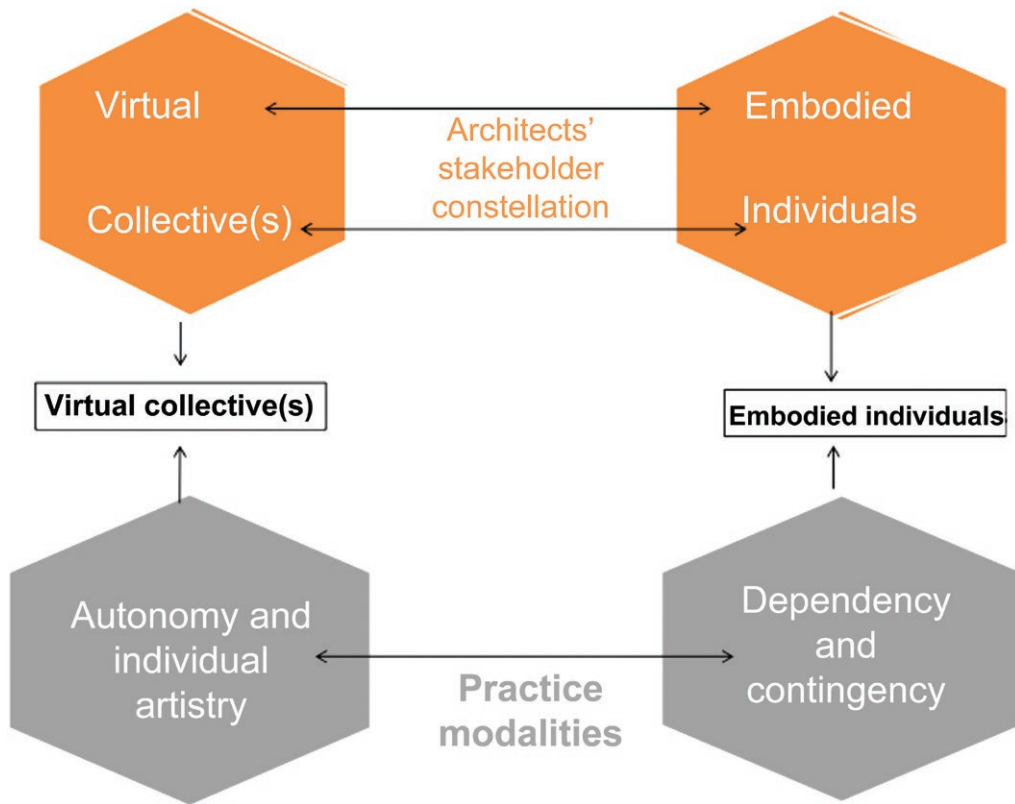 Virtual
Embodied
Architects'
stakeholder
constellation
Collective(s)
Individuals
Virtual collective(s)
Embodied individuals
Autonomy and
individual
artistry
Dependency
and
contingency
Practice
modalities